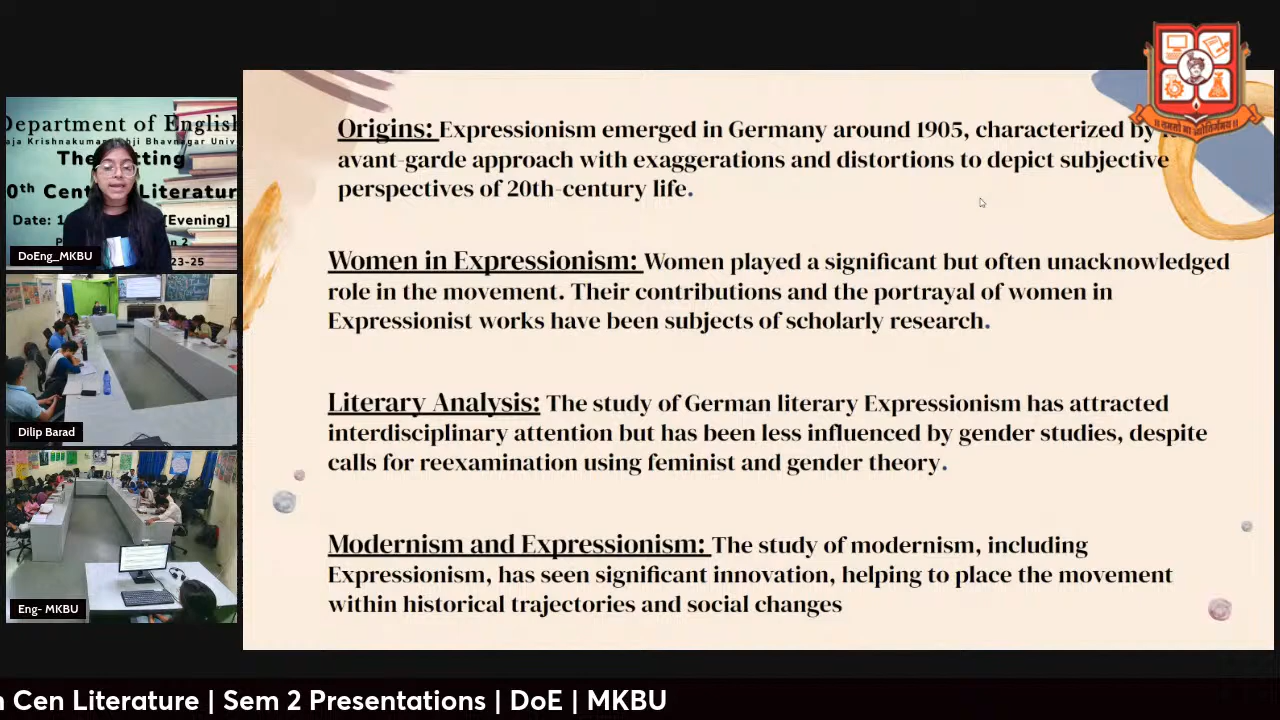 Department of English
aja Krishnakumar
hji Bhavnagar Univ
The
tting
0th Cen
Literatur
Date: 1
[Evening]
n 2
23-25
DoEng_MKBU
Dilip Barad
Eng- MKBU
Origins: Expressionism emerged in Germany around 1905, characterized by
avant-garde approach with exaggerations and distortions to depict subjective
perspectives of 20th-century life.
Women in Expressionism: Women played a significant but often unacknowledged
role in the movement. Their contributions and the portrayal of women in
Expressionist works have been subjects of scholarly research.
Literary Analysis: The study of German literary Expressionism has attracted
interdisciplinary attention but has been less influenced by gender studies, despite
calls for reexamination using feminist and gender theory.
Modernism and Expressionism: The study of modernism, including
Expressionism, has seen significant innovation, helping to place the movement
within historical trajectories and social changes
Cen Literature | Sem 2 Presentations | DoE | MKBU